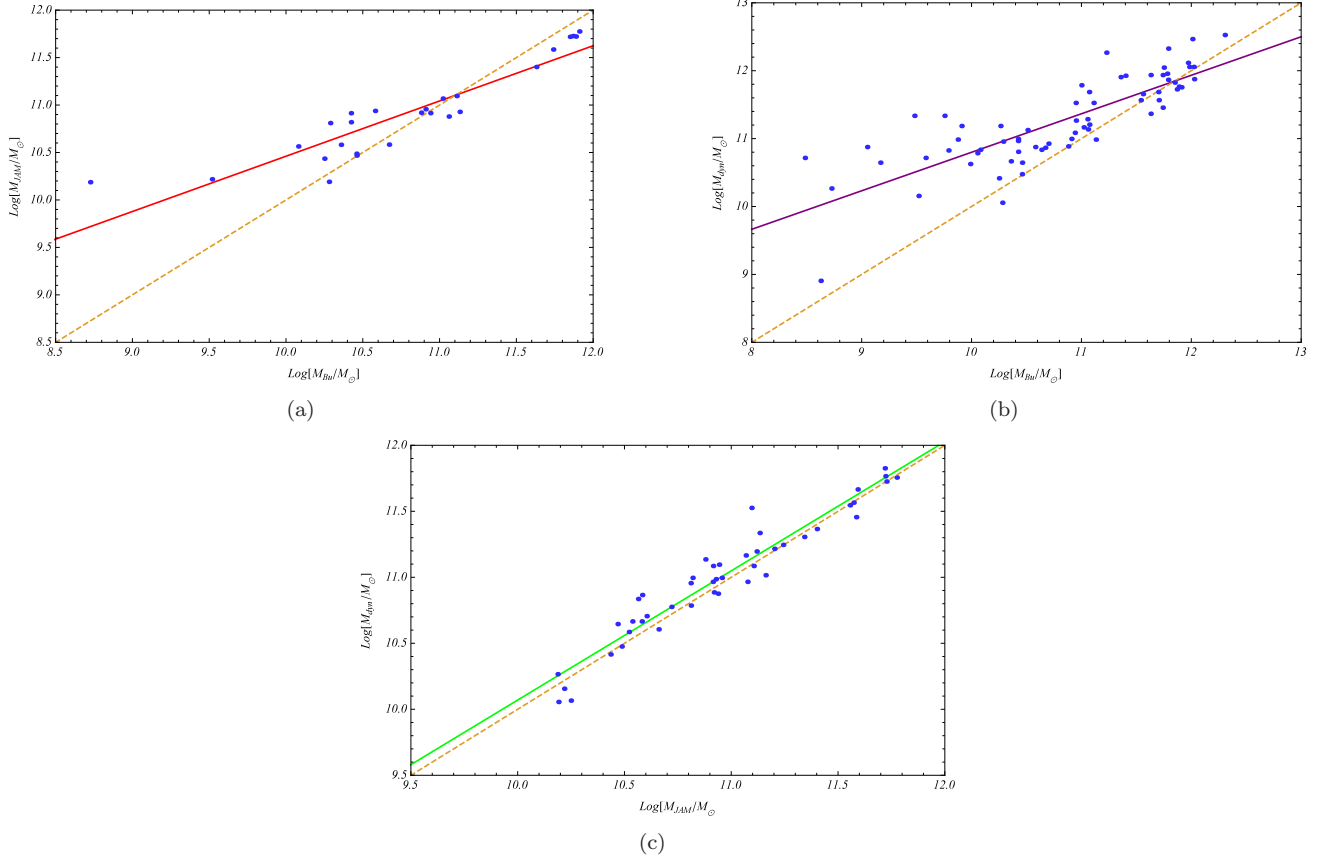 12.0
11.5
11.0
10.5
10.0
9.5
9.0
8.5
8.5 9.0 9.5 10.0 10.5 11.0 11.5 12.0
Log[M_JAM/M_⊙]
Log[M_Bu/M_⊙]
(a)
13
12
11
10
9
8
8 9 10 11 12 13
Log[M_dyn/M_⊙]
Log[M_Bu/M_⊙]
(b)
12.0
11.5
11.0
10.5
10.0
9.5
9.5 10.0 10.5 11.0 11.5 12.0
Log[M_dyn/M_⊙]
Log[M_JAM/M_⊙]
(c)